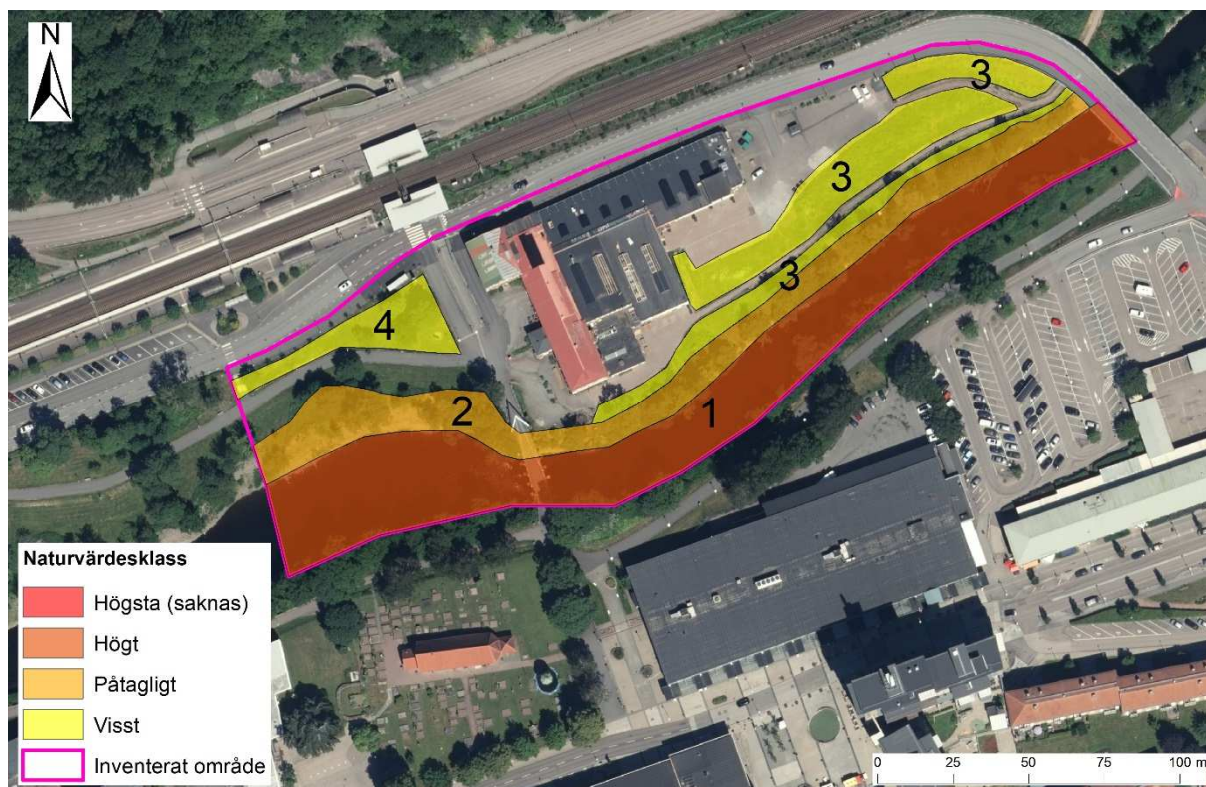 N
3
3
3
4
2
1
Naturvärdesklass
Högsta (saknas)
Högt
Påtagligt
Visst
Inventerat område
0 25 50 75 100 m